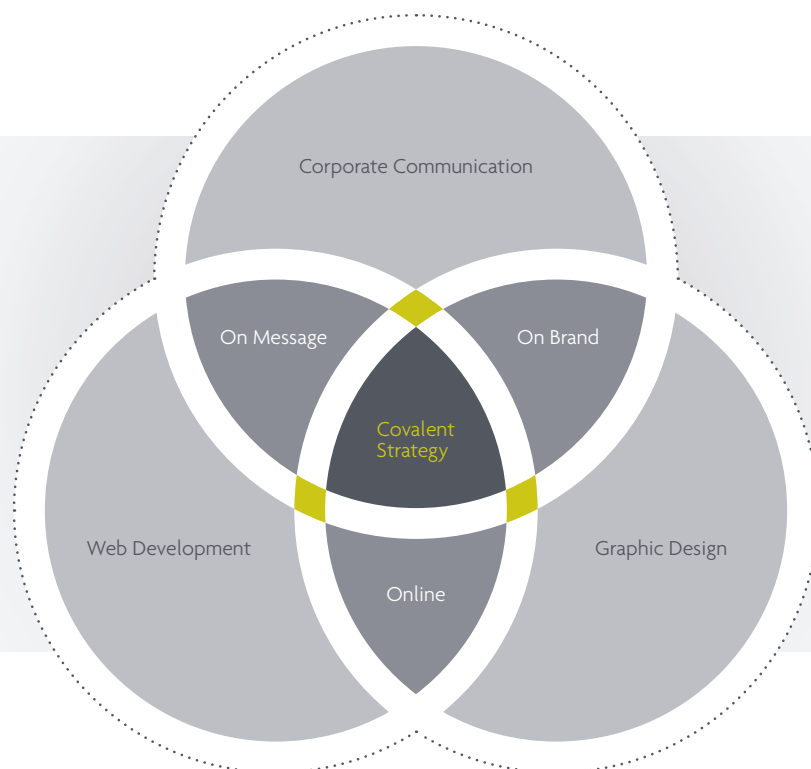 Corporate Communication
On Message
On Brand
Covalent
Strategy
Web Development
Graphic Design
Online